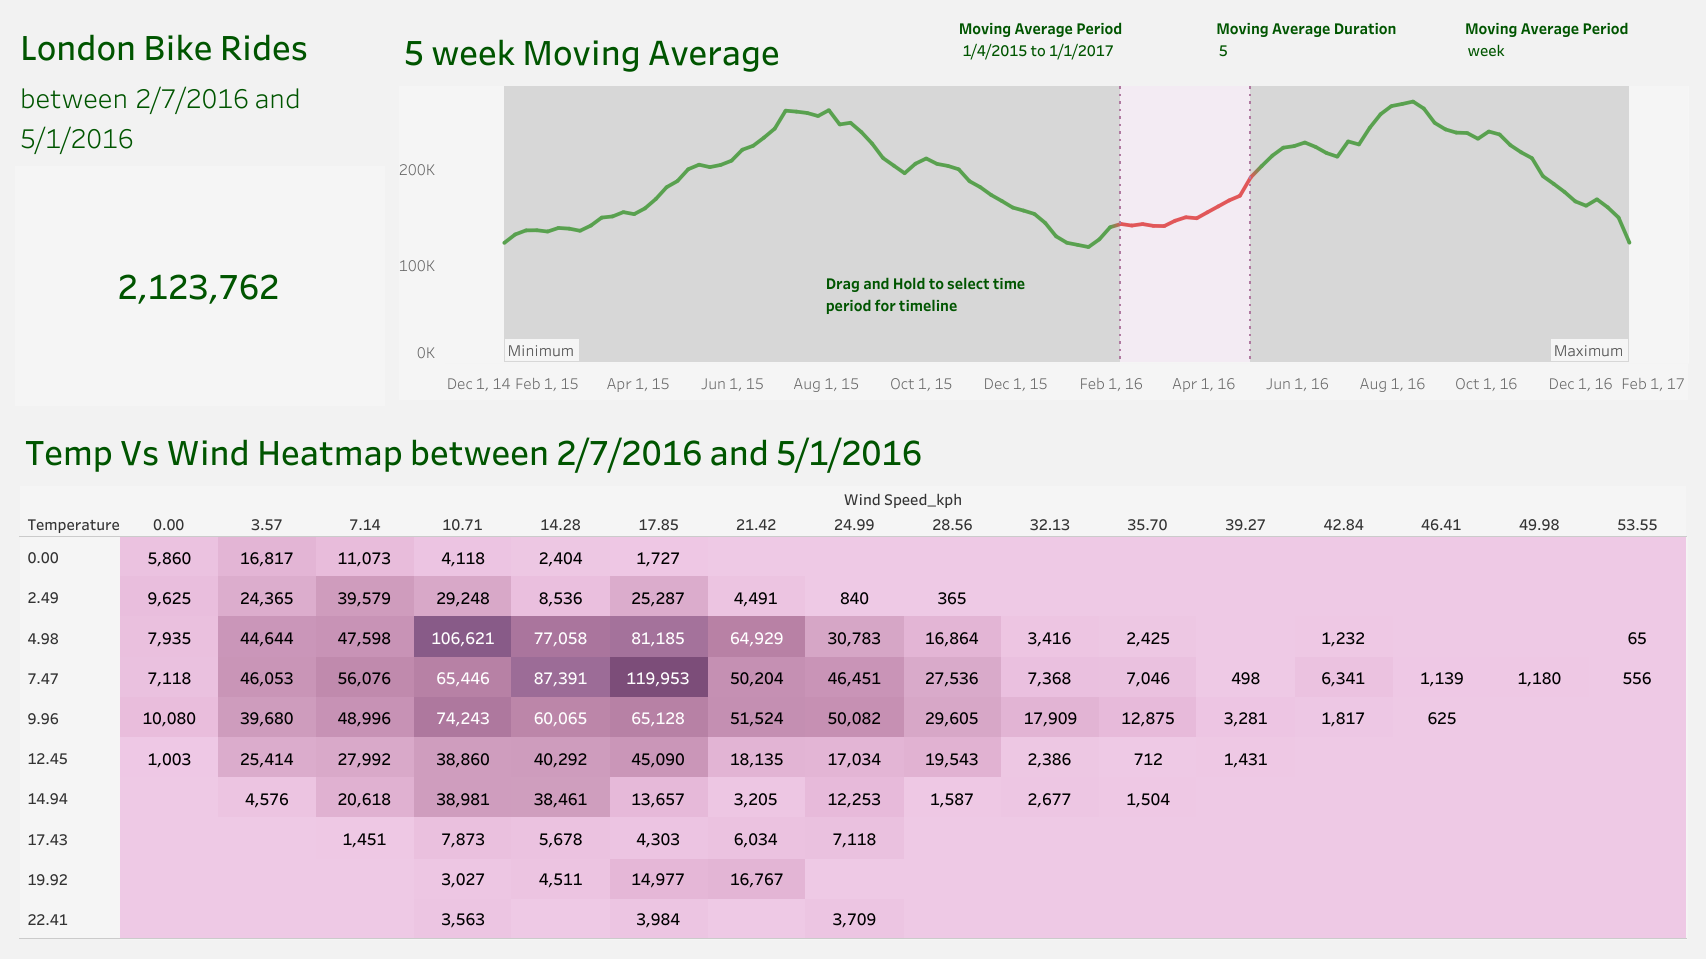 London Bike Rides
between 2/7/2016 and
5/1/2016
2,123,762
5 week Moving Average
Moving Average Period
1/4/2015 to 1/1/2017
Moving Average Duration
5
Moving Average Period
week
200K
100K
0K
Drag and Hold to select time
period for timeline
Minimum
Maximum
Dec 1, 14 Feb 1, 15 Apr 1, 15 Jun 1, 15 Aug 1, 15 Oct 1, 15 Dec 1, 15 Feb 1, 16 Apr 1, 16 Jun 1, 16 Aug 1, 16 Oct 1, 16 Dec 1, 16 Feb 1, 17
Temp Vs Wind Heatmap between 2/7/2016 and 5/1/2016
Wind Speed_kph
Temperature 0.00 3.57 7.14 10.71 14.28 17.85 21.42 24.99 28.56 32.13 35.70 39.27 42.84 46.41 49.98 53.55
0.00 5,860 16,817 11,073 4,118 2,404 1,727
2.49 9,625 24,365 39,579 29,248 8,536 25,287 4,491 840 365
4.98 7,935 44,644 47,598 106,621 77,058 81,185 64,929 30,783 16,864 3,416 2,425 1,232 65
7.47 7,118 46,053 56,076 65,446 87,391 119,953 50,204 46,451 27,536 7,368 7,046 498 6,341 1,139 1,180 556
9.96 10,080 39,680 48,996 74,243 60,065 65,128 51,524 50,082 29,605 17,909 12,875 3,281 1,817 625
12.45 1,003 25,414 27,992 38,860 40,292 45,090 18,135 17,034 19,543 2,386 712 1,431
14.94 4,576 20,618 38,981 38,461 13,657 3,205 12,253 1,587 2,677 1,504
17.43 1,451 7,873 5,678 4,303 6,034 7,118
19.92 3,027 4,511 14,977 16,767
22.41 3,563 3,984 3,709